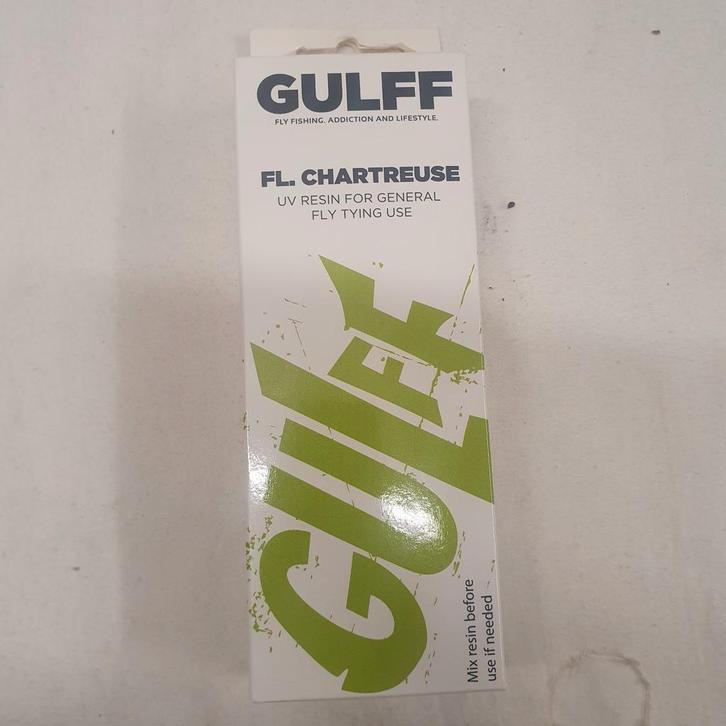 GULFF
FLY FISHING. ADDICTION AND LIFESTYLE.
FL. CHARTREUSE
UV RESIN FOR GENERAL
FLY TYING USE
GULFF
Mix resin before
use if needed